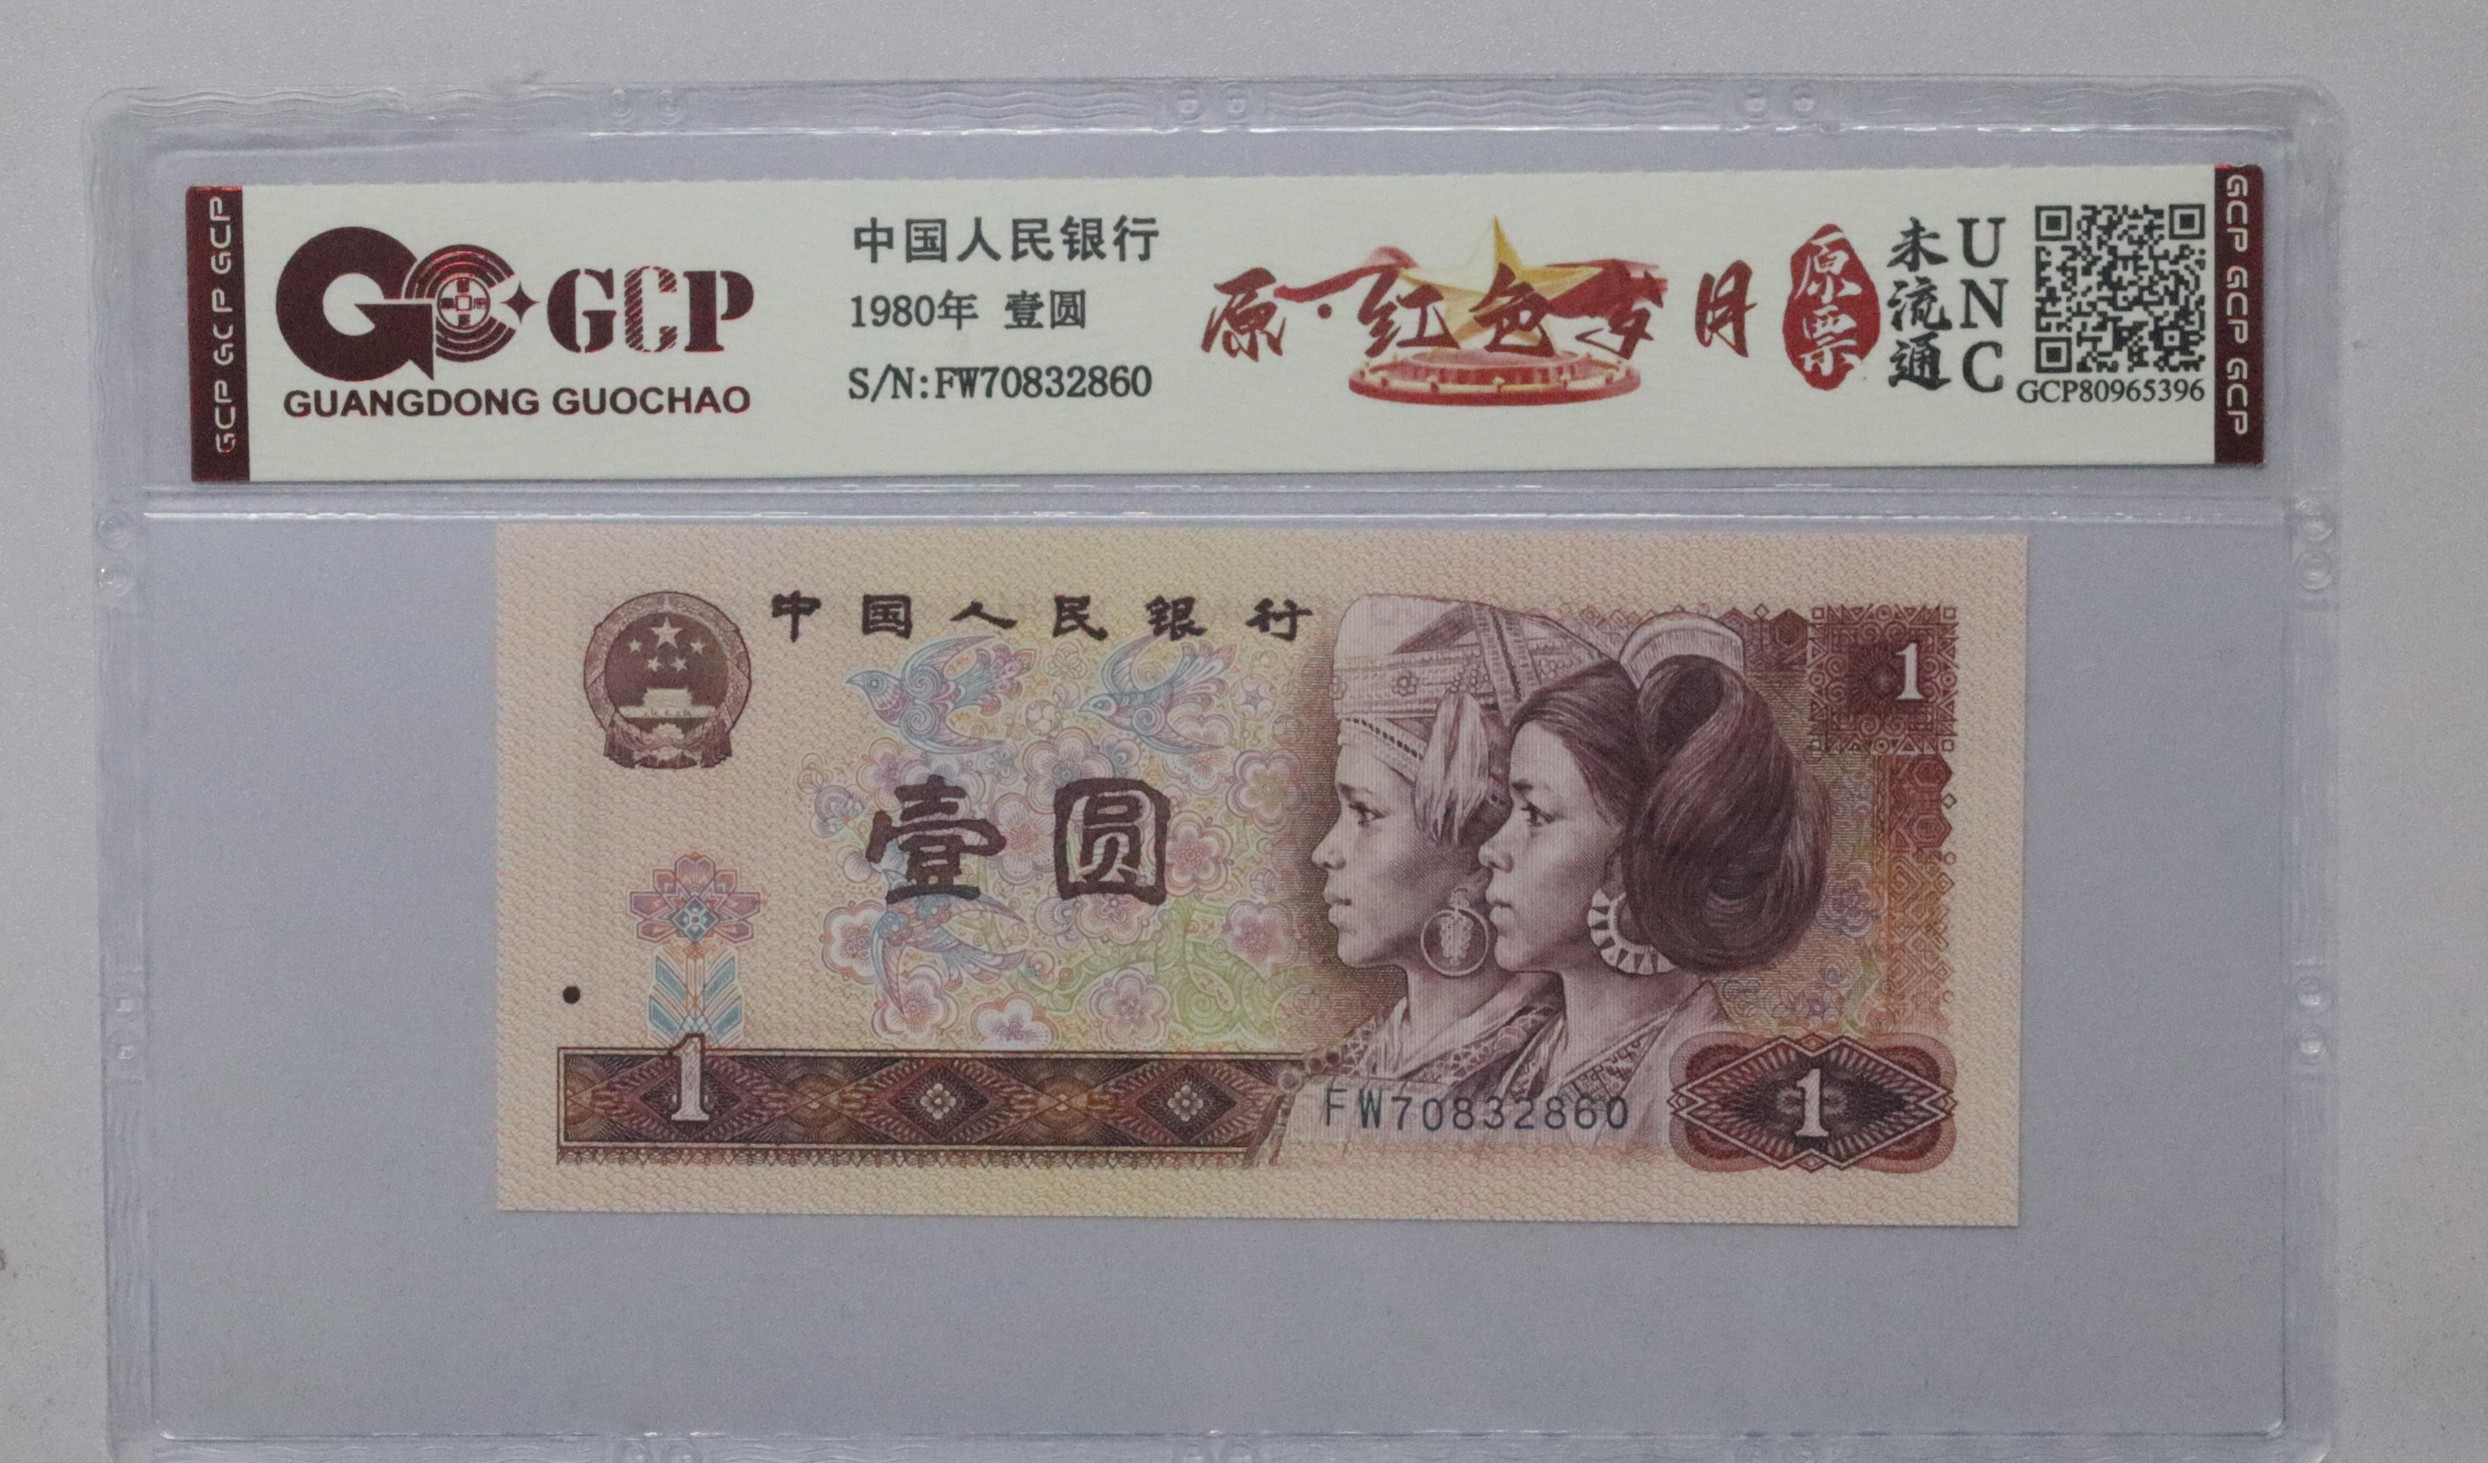 GCP GCP GCP
GCP
GUANGDONG GUOCHAO
中国人民银行
1980年 壹圆
S/N:FW70832860
原·红色岁月
原票
未流通
UNC
GCP80965396
GCP GCP GCP
中国人民银行
1
壹圆
1
FW70832860
1